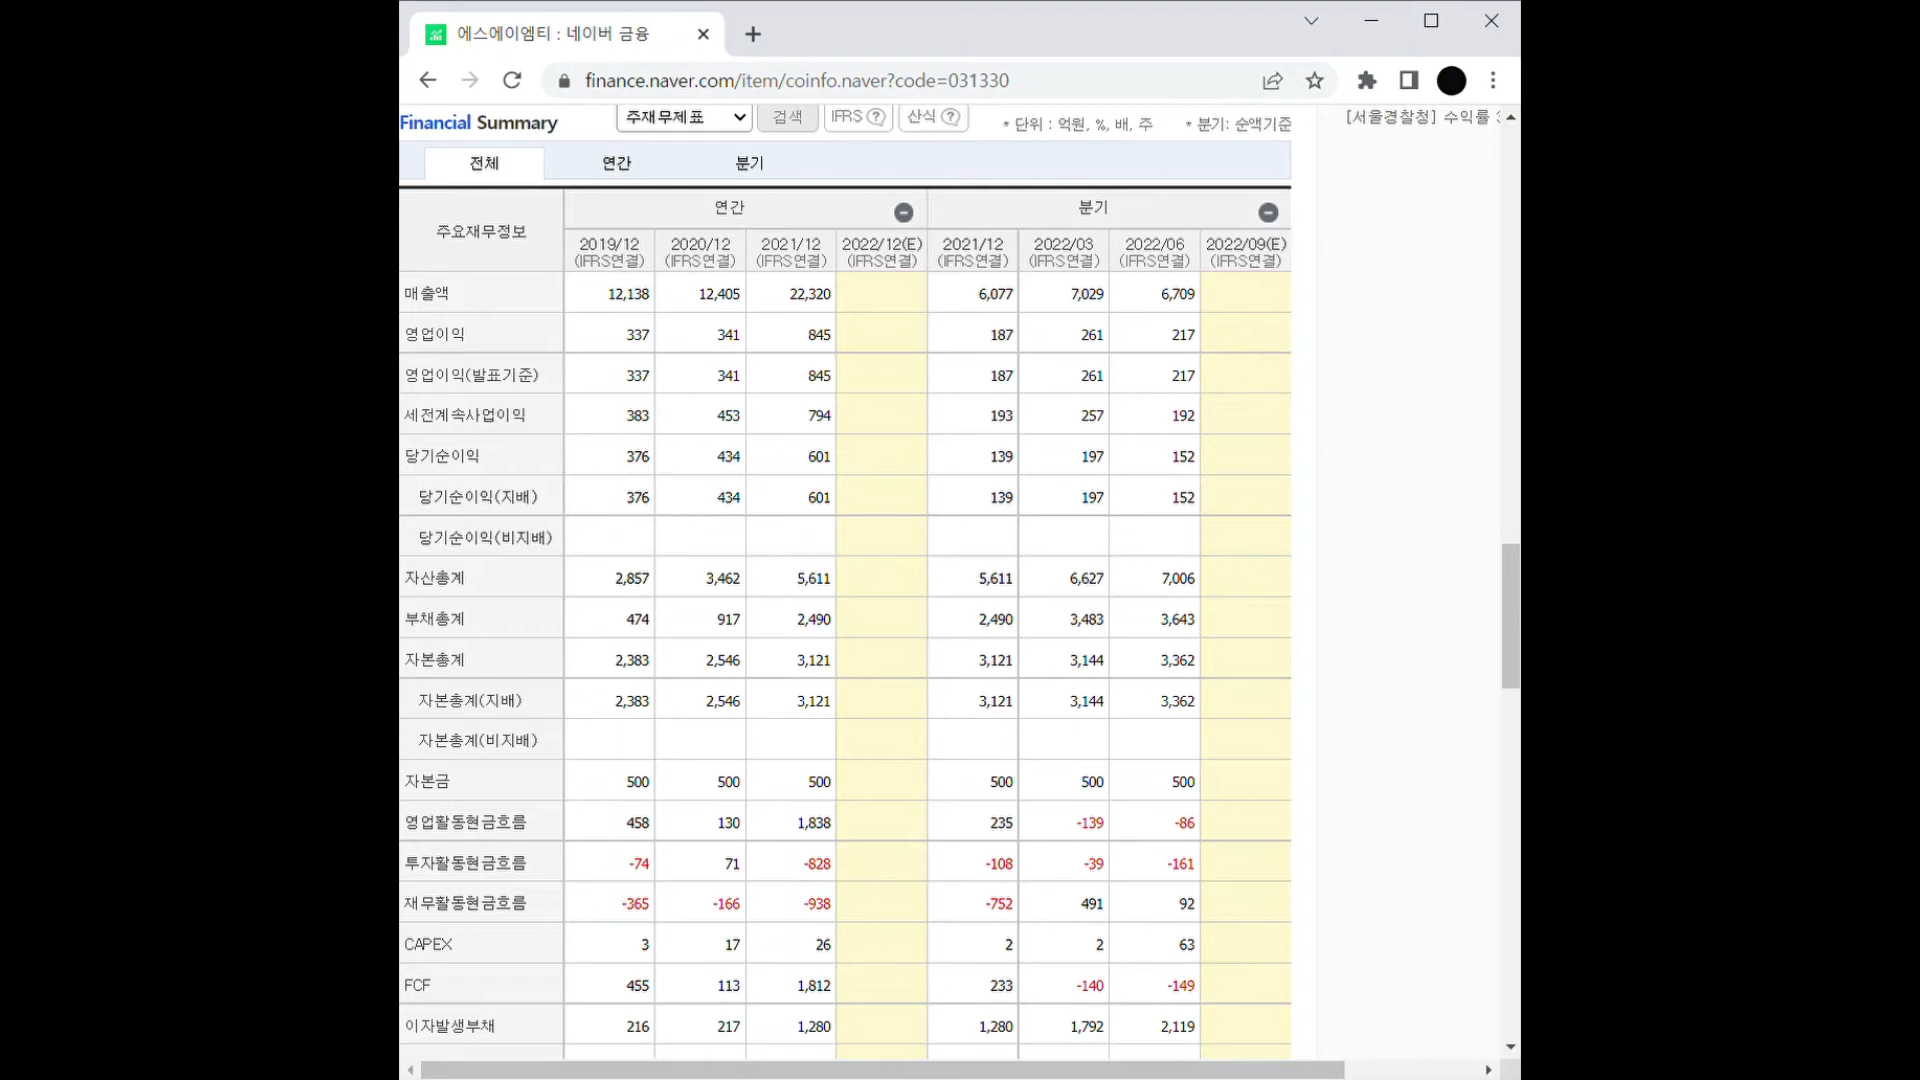 에스에이엠티 : 네이버 금융
finance.naver.com/item/coinfo.naver?code=031330
Financial Summary 주재무제표 검색 IFRS ? 산식 ? * 단위 : 억원, %, 배, 주 * 분기: 순액기준
[서울경찰청] 수익률
전체 연간 분기
주요재무정보 연간 분기
2019/12 2020/12 2021/12 2022/12(E) 2021/12 2022/03 2022/06 2022/09(E)
(IFRS연결) (IFRS연결) (IFRS연결) (IFRS연결) (IFRS연결) (IFRS연결) (IFRS연결) (IFRS연결)
매출액 12,138 12,405 22,320 6,077 7,029 6,709
영업이익 337 341 845 187 261 217
영업이익(발표기준) 337 341 845 187 261 217
세전계속사업이익 383 453 794 193 257 192
당기순이익 376 434 601 139 197 152
당기순이익(지배) 376 434 601 139 197 152
당기순이익(비지배)
자산총계 2,857 3,462 5,611 5,611 6,627 7,006
부채총계 474 917 2,490 2,490 3,483 3,643
자본총계 2,383 2,546 3,121 3,121 3,144 3,362
자본총계(지배) 2,383 2,546 3,121 3,121 3,144 3,362
자본총계(비지배)
자본금 500 500 500 500 500 500
영업활동현금흐름 458 130 1,838 235 -139 -86
투자활동현금흐름 -74 71 -828 -108 -39 -161
재무활동현금흐름 -365 -166 -938 -752 491 92
CAPEX 3 17 26 2 2 63
FCF 455 113 1,812 233 -140 -149
이자발생부채 216 217 1,280 1,280 1,792 2,119